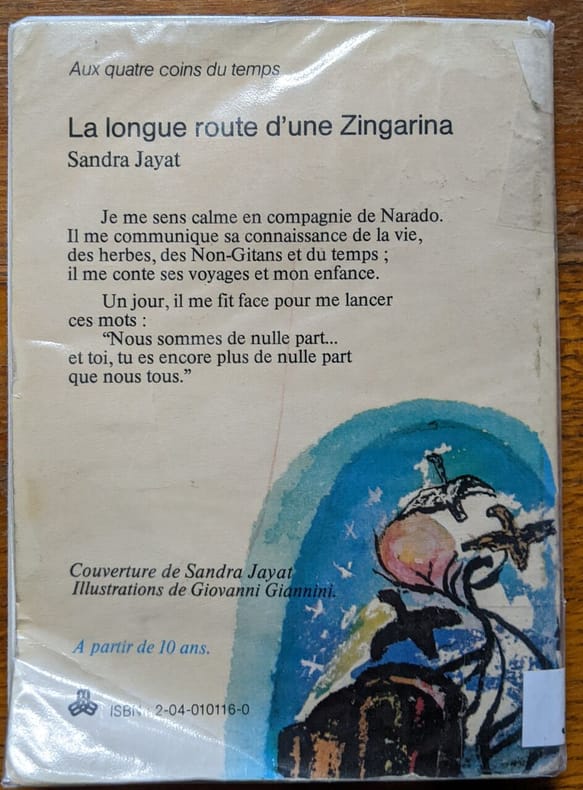 Aux quatre coins du temps
La longue route d'une Zingarina
Sandra Jayat
Je me sens calme en compagnie de Narado.
Il me communique sa connaissance de la vie,
des herbes, des Non-Gitans et du temps ;
il me conte ses voyages et mon enfance.
Un jour, il me fit face pour me lancer
ces mots :
“Nous sommes de nulle part...
et toi, tu es encore plus de nulle part
que nous tous.”
Couverture de Sandra Jayat
Illustrations de Giovanni Giannini.
A partir de 10 ans.
ISBN 2-04-010116-0